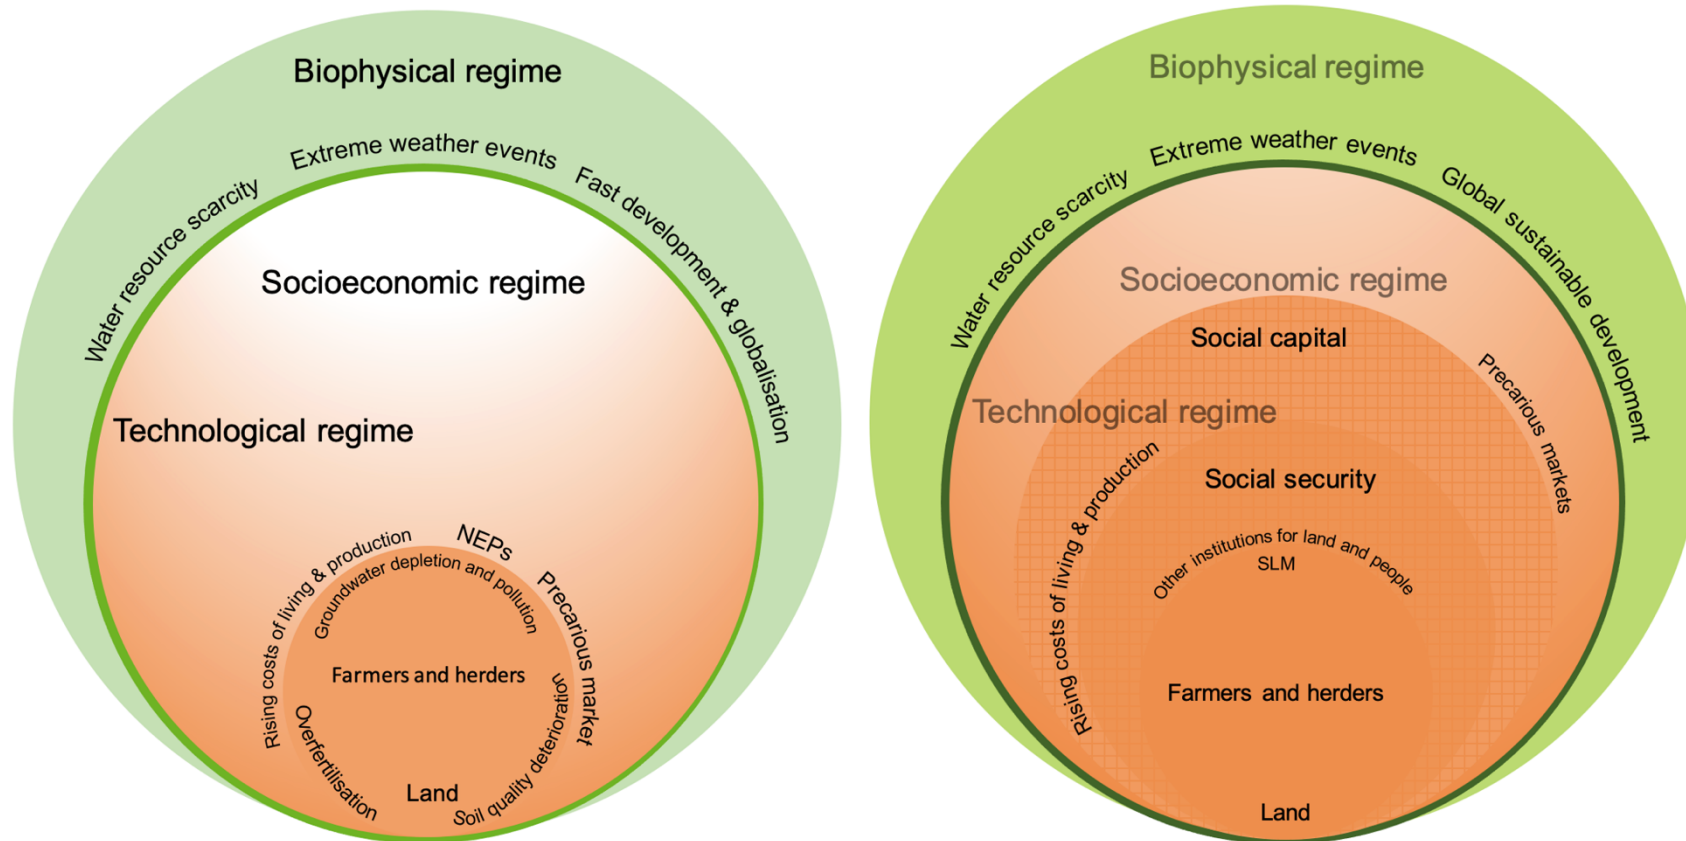 Biophysical regime
Extreme weather events
Water resource scarcity
Fast development & globalisation
Socioeconomic regime
Technological regime
Rising costs of living & production
NEPs
Precarious market
Groundwater depletion and pollution
Farmers and herders
Overfertilisation
Soil quality deterioration
Land
Biophysical regime
Extreme weather events
Water resource scarcity
Global sustainable development
Socioeconomic regime
Social capital
Precarious markets
Technological regime
Rising costs of living & production
Social security
Other institutions for land and people
SLM
Farmers and herders
Land